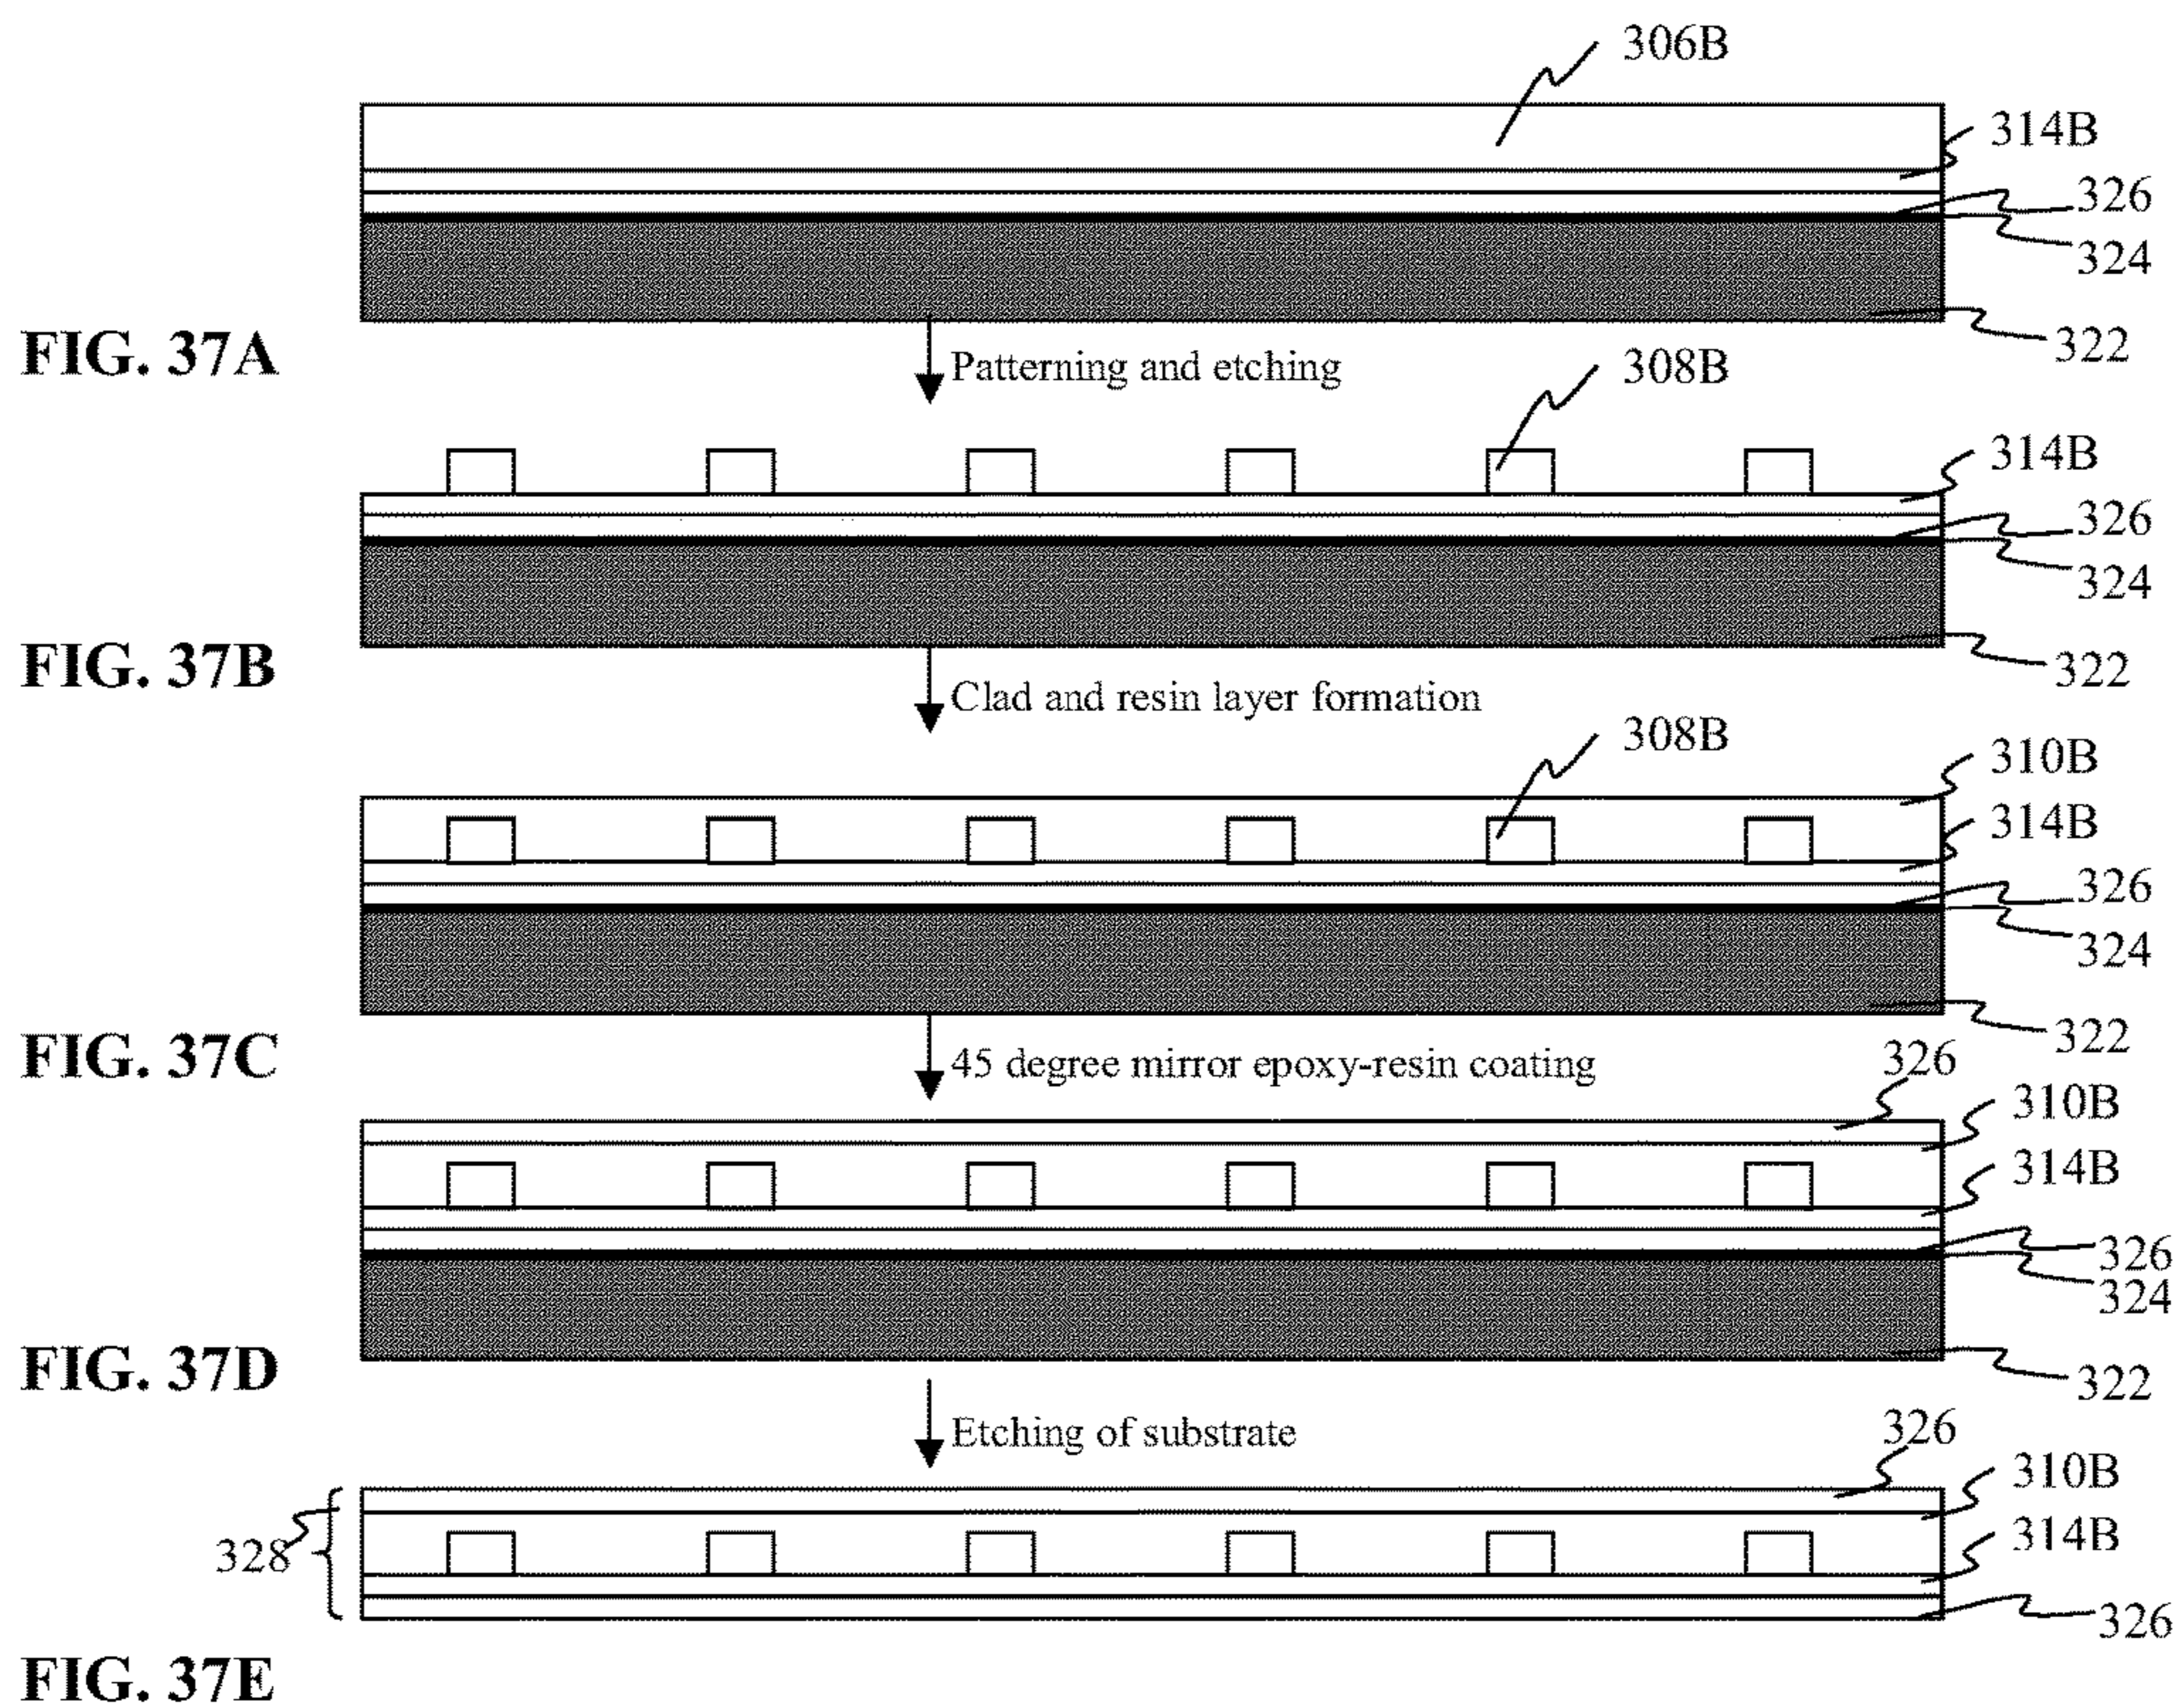 306B
314B
326
324
322
FIG. 37A
Patterning and etching
308B
314B
326
324
322
FIG. 37B
Clad and resin layer formation
308B
310B
314B
326
324
322
FIG. 37C
45 degree mirror epoxy-resin coating
326
310B
314B
326
324
322
FIG. 37D
Etching of substrate
326
310B
314B
328
326
FIG. 37E